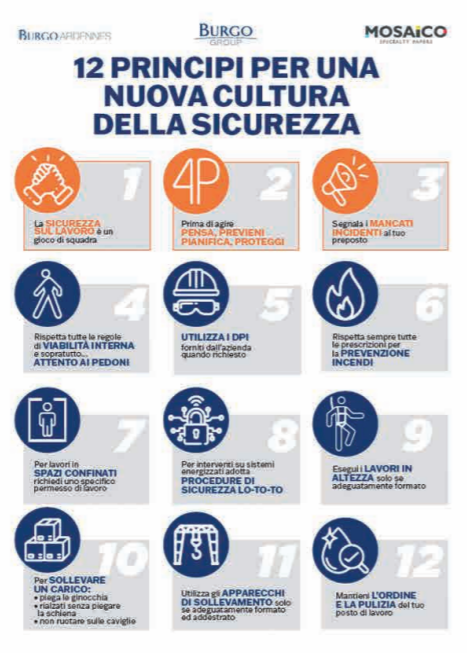 BURGO ARDENNES
BURGO
GROUP
MOSAICO
SPECIALTY PAPERS
12 PRINCIPI PER UNA
NUOVA CULTURA
DELLA SICUREZZA
1
La SICUREZZA
SUL LAVORO è un
gioco di squadra
4P
2
Prima di agire
PENSA, PREVIENI
PIANIFICA, PROTEGGI
3
Segnala i MANCATI
INCIDENTI al tuo
preposto
4
Rispetta tutte le regole
di VIABILITÀ INTERNA
e soprattutto...
ATTENTO AI PEDONI
5
UTILIZZA I DPI
forniti dall'azienda
quando richiesto
6
Rispetta sempre tutte
le prescrizioni per
la PREVENZIONE
INCENDI
7
Per lavori in
SPAZI CONFINATI
richiedi uno specifico
permesso di lavoro
8
Per interventi su sistemi
energizzati adotta
PROCEDURE DI
SICUREZZA LO-TO-TO
9
Esegui i LAVORI IN
ALTEZZA solo se
adeguatamente formato
10
Per SOLLEVARE
UN CARICO:
• piega le ginocchia
• rialzati senza piegare
la schiena
• non ruotare sulle caviglie
11
Utilizza gli APPARECCHI
DI SOLLEVAMENTO solo
se adeguatamente formato
ed addestrato
12
Mantieni L'ORDINE
E LA PULIZIA del tuo
posto di lavoro